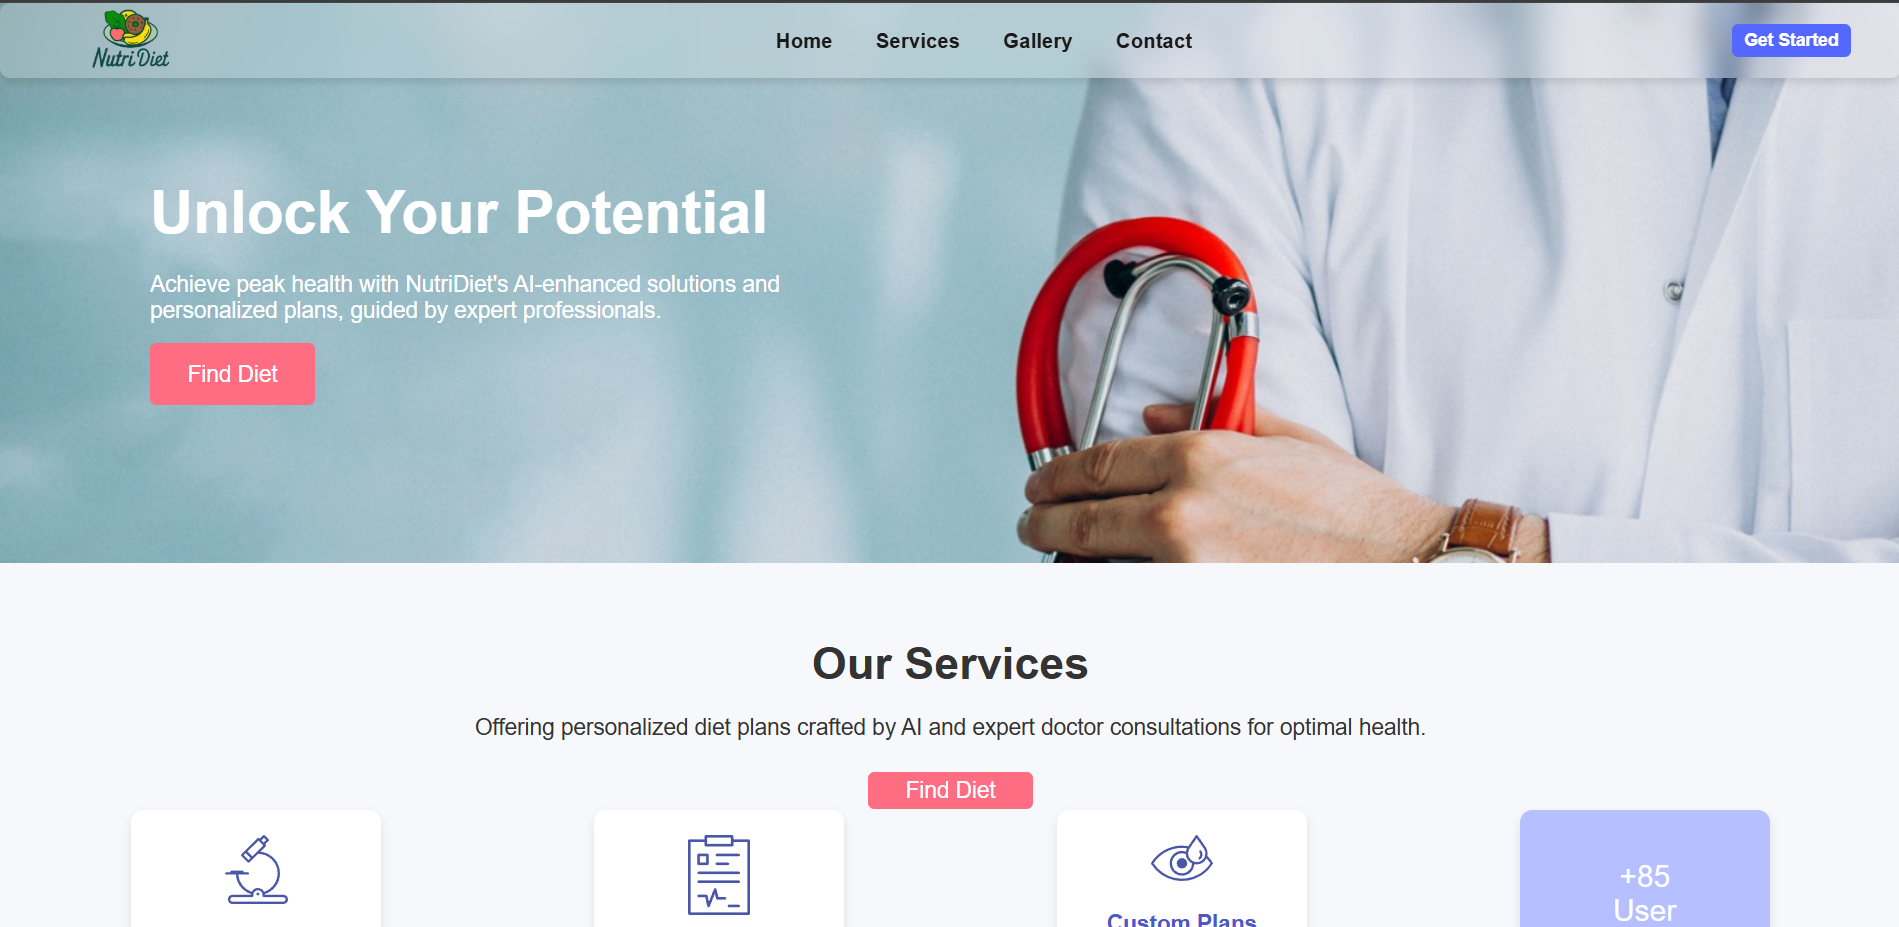 NutriDiet
Home
Services
Gallery
Contact
Get Started
Unlock Your Potential
Achieve peak health with NutriDiet's AI-enhanced solutions and
personalized plans, guided by expert professionals.
Find Diet
Our Services
Offering personalized diet plans crafted by AI and expert doctor consultations for optimal health.
Find Diet
Custom Plans
+85
User